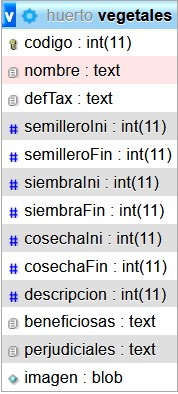 v huerto vegetales
codigo : int(11)
nombre : text
defTax : text
# semilleroIni : int(11)
# semilleroFin : int(11)
# siembraIni : int(11)
# siembraFin : int(11)
# cosechaIni : int(11)
# cosechaFin : int(11)
# descripcion : int(11)
beneficiosas : text
perjudiciales : text
imagen : blob